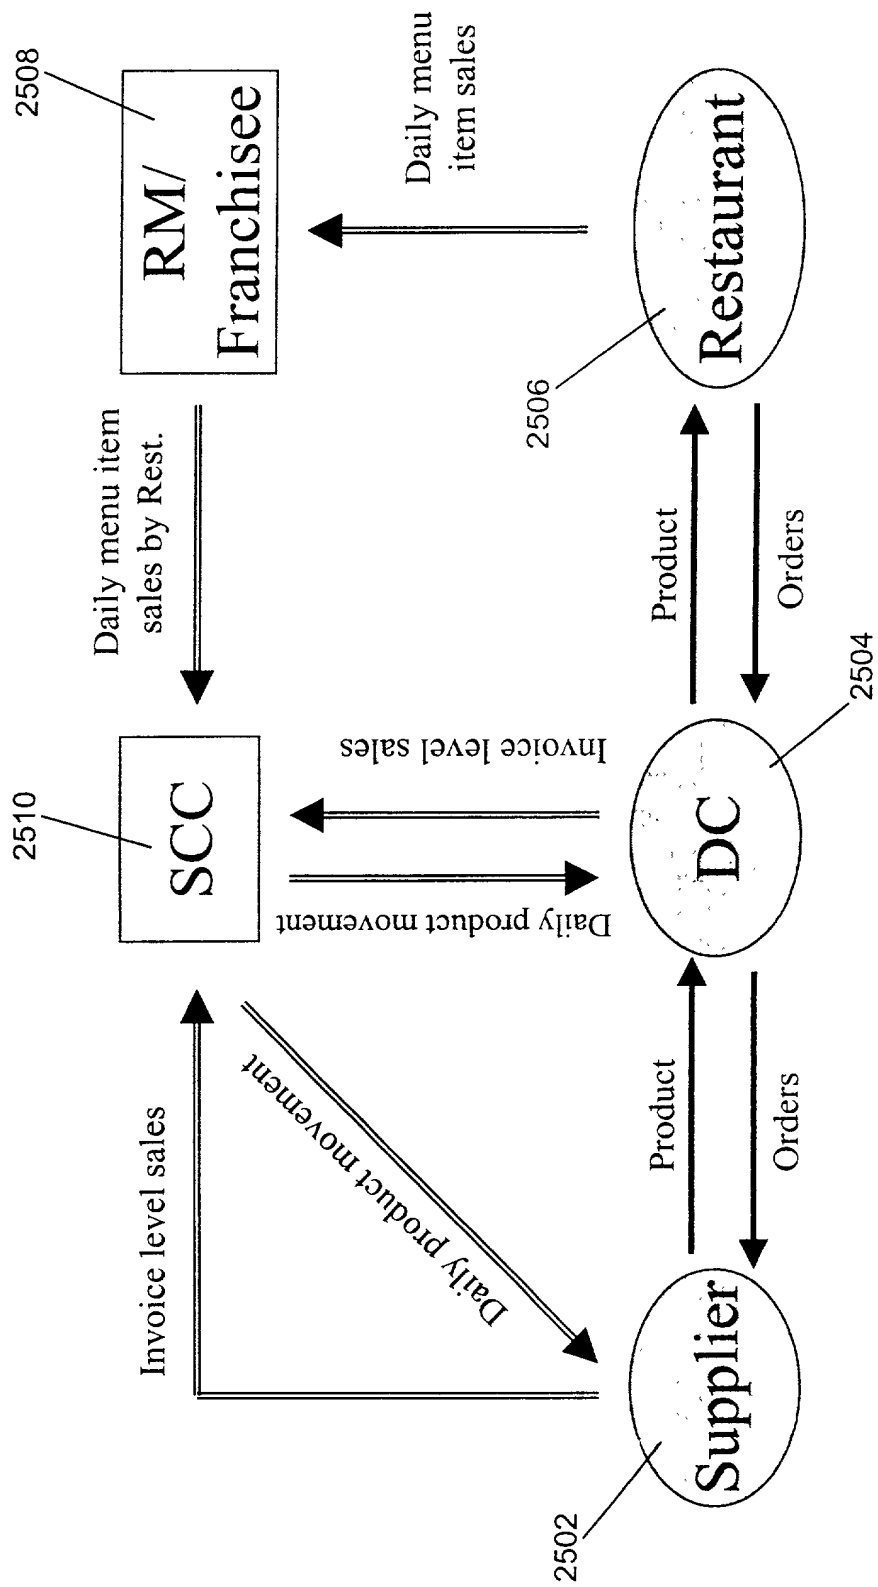 2510
2508
SCC
RM/
Franchisee
Daily menu item
sales by Rest.
Invoice level sales
Daily product movement
Daily product movement
Invoice level sales
Daily menu
item sales
2502
2506
Supplier
DC
Restaurant
Product
Product
Orders
Orders
2504